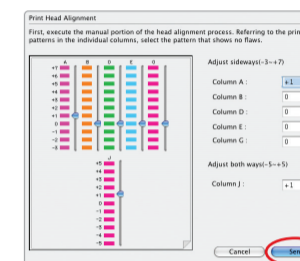 Print Head Alignment
First, execute the manual portion of the head alignment process. Referring to the prin
patterns in the individual columns, select the pattern that shows no flaws.
A B D E G
+7
+6
+5
+4
+3
+2
+1
0
-1
-2
-3
J
+5
+4
+3
+2
+1
0
-1
-2
-3
-4
-5
Adjust sideways(-3~+7)
Column A : +1
Column B : 0
Column D : 0
Column E : 0
Column G : 0
Adjust both ways(-5~+5)
Column J : +1
Cancel Sen